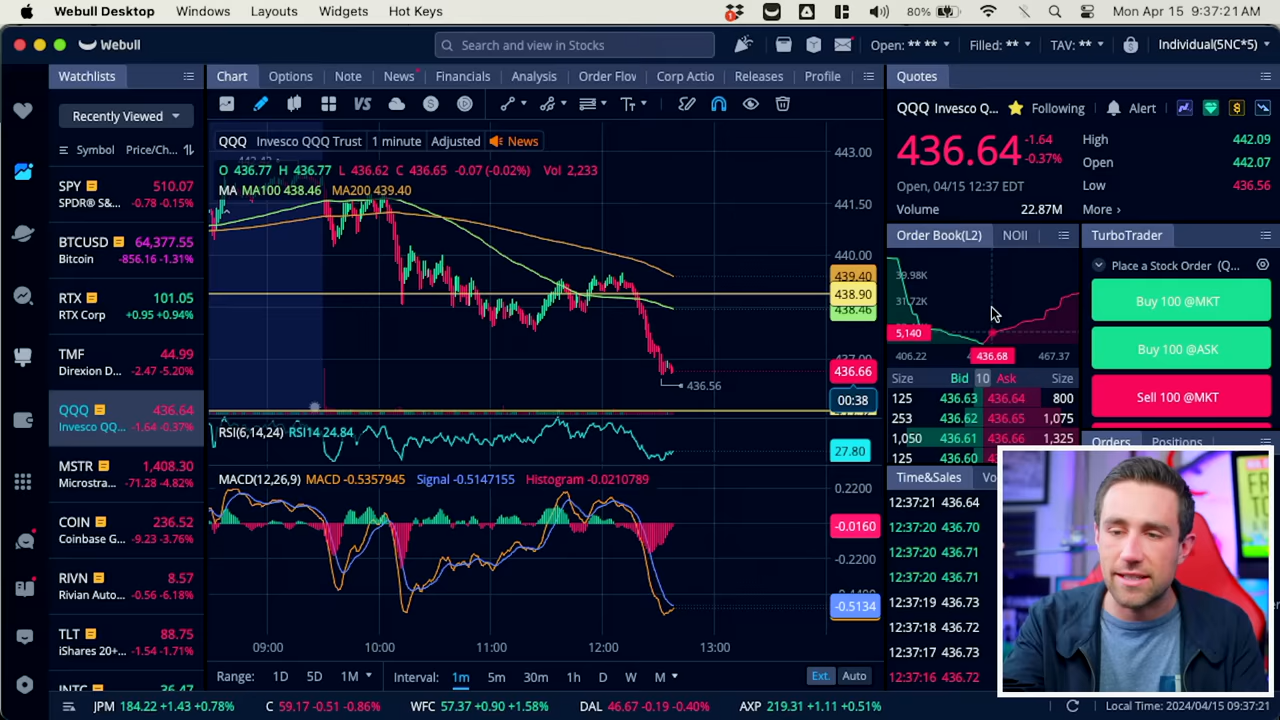 Webull Desktop Windows Layouts Widgets Hot Keys 80% Mon Apr 15 9:37:21 AM
Webull Search and view in Stocks Open: ** ** Filled: ** TAV: ** Individual(5NC*5)
Watchlists
Recently Viewed
Symbol Price/Ch...
SPY 510.07
SPDR® S&... -0.78 -0.15%
BTCUSD 64,377.55
Bitcoin -856.16 -1.31%
RTX 101.05
RTX Corp +0.95 +0.94%
TMF 44.99
Direxion D... -2.47 -5.20%
QQQ 436.64
Invesco QQ... -1.64 -0.37%
MSTR 1,408.30
Microstra... -71.28 -4.82%
COIN 236.52
Coinbase G... -9.23 -3.76%
RIVN 8.57
Rivian Auto... -0.56 -6.18%
TLT 88.75
iShares 20+... -1.54 -1.71%
INTC 36.47
Chart Options Note News Financials Analysis Order Flow Corp Actio Releases Profile
VS T
QQQ Invesco QQQ Trust 1 minute Adjusted News
O 436.77 H 436.77 L 436.62 C 436.65 -0.07 (-0.02%) Vol 2,233
MA MA100 438.46 MA200 439.40
443.00
441.50
440.00
439.40
438.90
438.46
437.00
436.66
436.56
00:38
RSI(6,14,24) RSI14 24.84
27.80
MACD(12,26,9) MACD -0.5357945 Signal -0.5147155 Histogram -0.0210789
0.2200
-0.0160
-0.2200
-0.5134
09:00 10:00 11:00 12:00 13:00
Range: 1D 5D 1M Interval: 1m 5m 30m 1h D W M Ext. Auto
Quotes
QQQ Invesco Q... Following Alert
436.64 -1.64 -0.37%
High 442.09
Open 442.07
Low 436.56
Open, 04/15 12:37 EDT
Volume 22.87M More
Order Book(L2) NOII
39.98K
31.72K
5,140
406.22 436.68 467.37
Size Bid 10 Ask Size
125 436.63 436.64 800
253 436.62 436.65 1,075
1,050 436.61 436.66 1,325
125 436.60
TurboTrader
Place a Stock Order (Q...
Buy 100 @MKT
Buy 100 @ASK
Sell 100 @MKT
Orders Positions
Time&Sales Vo
12:37:21 436.64
12:37:20 436.70
12:37:20 436.71
12:37:20 436.71
12:37:19 436.73
12:37:18 436.72
12:37:17 436.73
12:37:16 436.72
JPM 184.22 +1.43 +0.78% C 59.17 -0.51 -0.86% WFC 57.37 +0.90 +1.58% DAL 46.67 -0.19 -0.40% AXP 219.31 +1.11 +0.51% Local Time: 2024/04/15 09:37:21